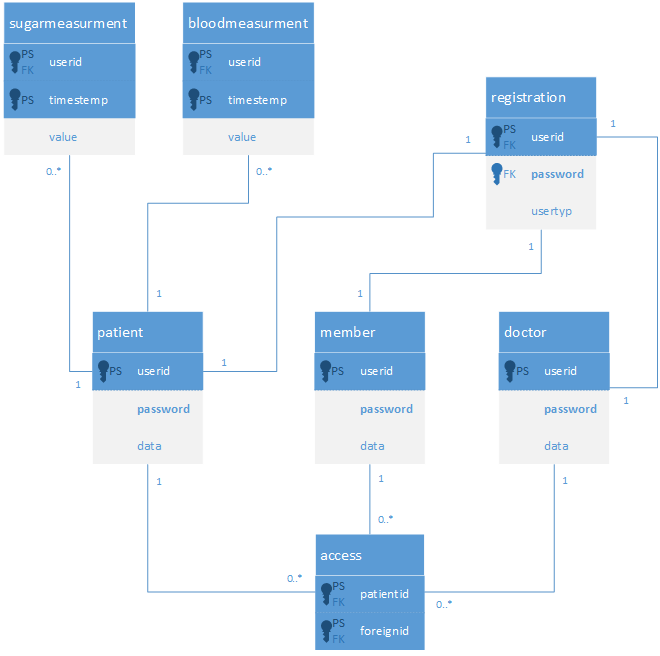 sugarmeasurment
PS
FK
userid
PS
timestemp
value
bloodmeasurment
PS
FK
userid
PS
timestemp
value
registration
PS
FK
userid
FK
password
usertyp
0..*
0..*
1
1
1
1
1
1
1
1
1
patient
PS
userid
password
data
member
PS
userid
password
data
doctor
PS
userid
password
data
1
1
1
0..*
0..*
0..*
access
PS
FK
patientid
PS
FK
foreignid